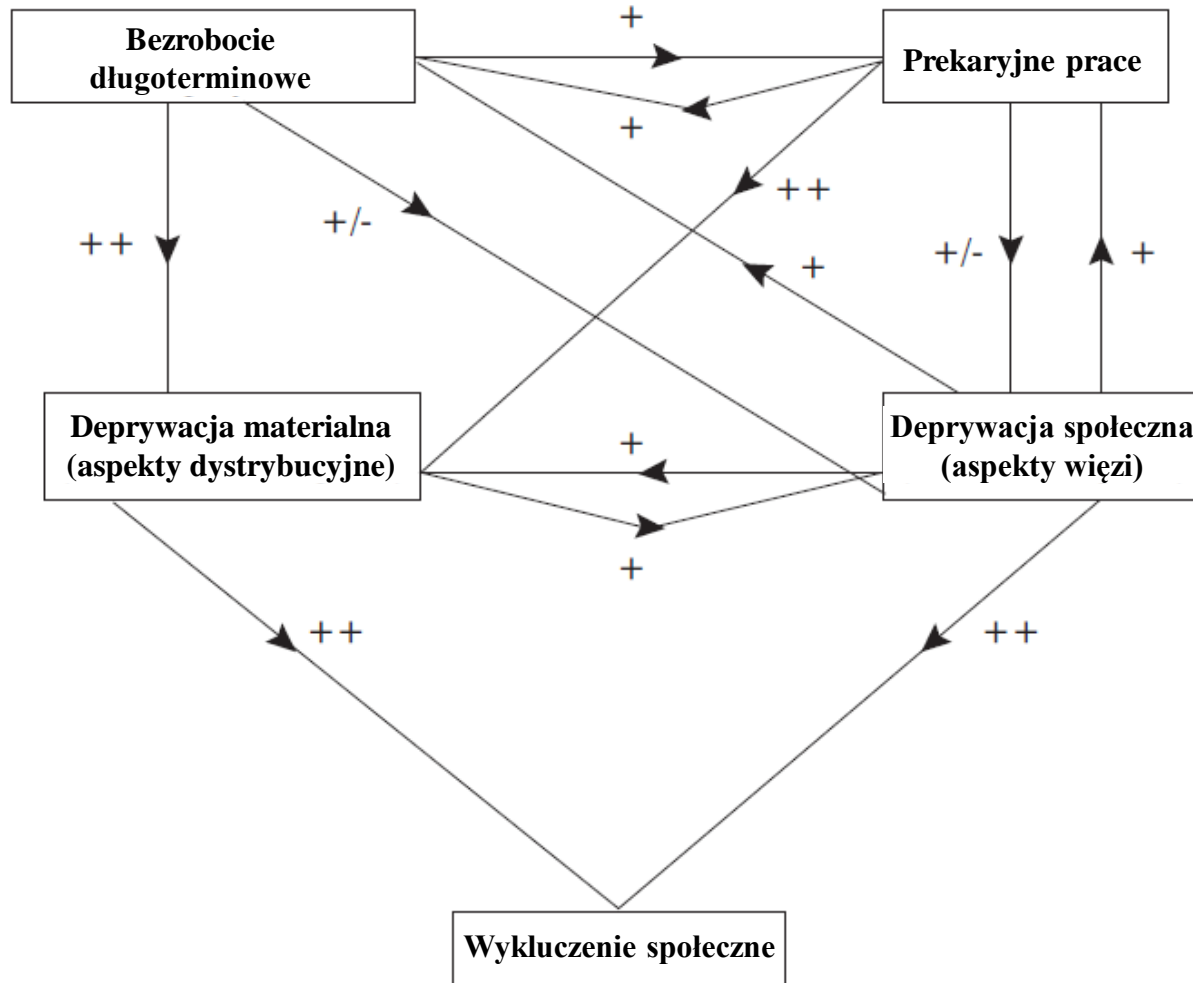 +
Bezrobocie
długoterminowe
Prekaryjne prace
+
++
+/-
++
+
+/-
+
Deprywacja materialna
(aspekty dystrybucyjne)
+
Deprywacja społeczna
(aspekty więzi)
+
++
++
Wykluczenie społeczne